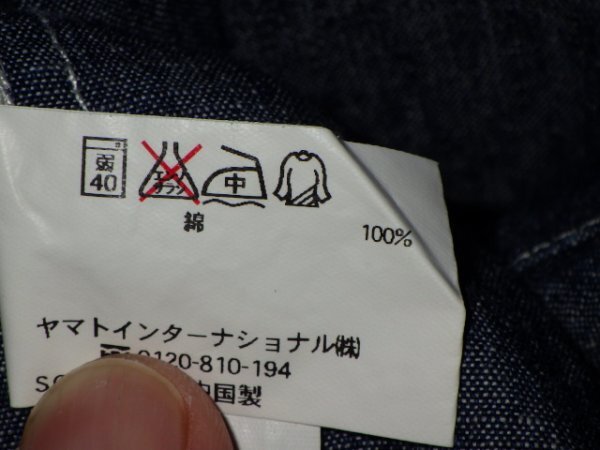 弱
40
エンソ
サラシ
中
綿 100%
ヤマトインターナショナル(株)
0120-810-194
中国製